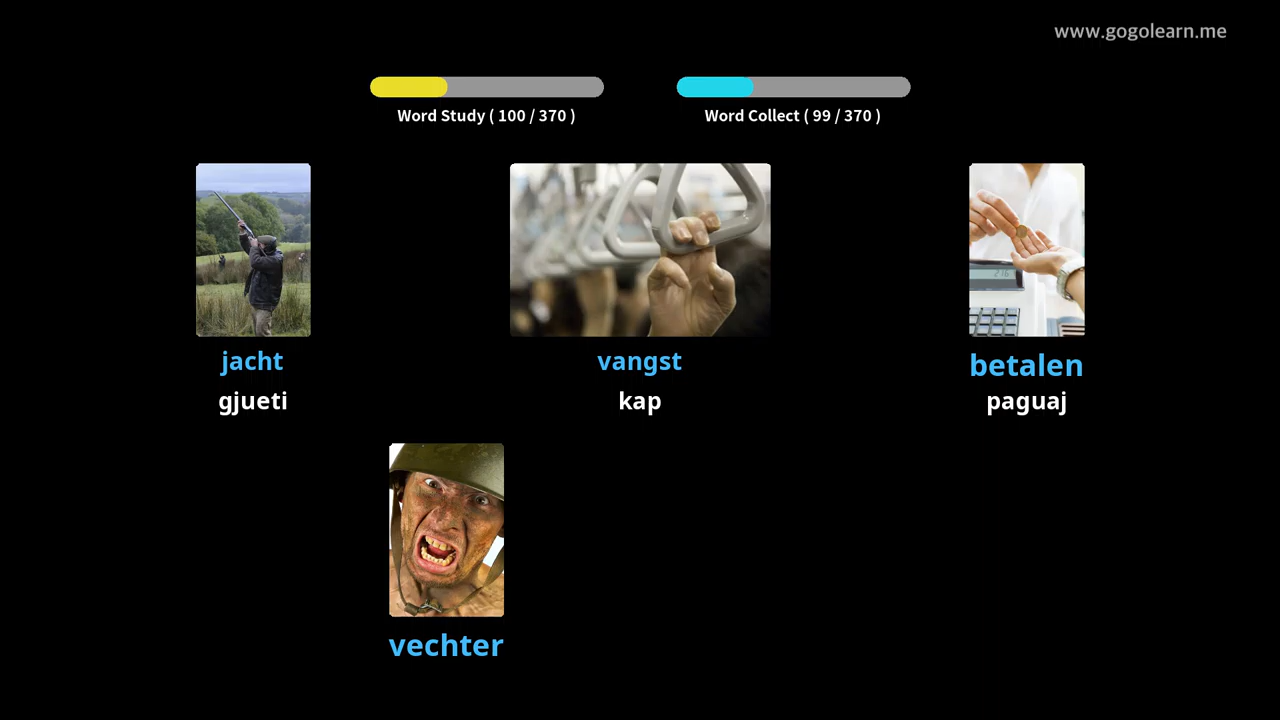 www.gogolearn.me
Word Study ( 100 / 370 )
Word Collect ( 99 / 370 )
jacht
vangst
betalen
gjueti
kap
paguaj
vechter